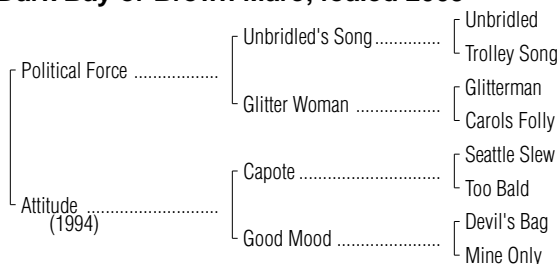 Dark Bay or Brown Mare; foaled
Unbridled
Unbridled's Song..............
Trolley Song
Political Force ..................
Glitterman
Glitter Woman ..................
Carols Folly
Seattle Slew
Capote ..............................
Too Bald
Attitude ............................
(1994)
Devil's Bag
Good Mood ......................
Mine Only